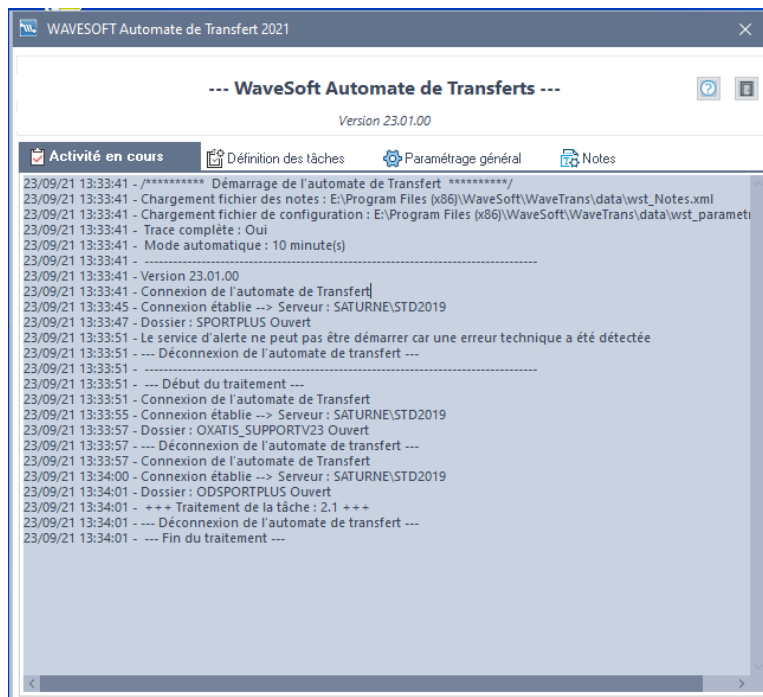 WAVESOFT Automate de Transfert 2021
--- WaveSoft Automate de Transferts ---
Version 23.01.00
Activité en cours Définition des tâches Paramétrage général Notes
23/09/21 13:33:41 - /********** Démarrage de l'automate de Transfert **********/
23/09/21 13:33:41 - Chargement fichier des notes : E:\Program Files (x86)\WaveSoft\WaveTrans\data\wst_Notes.xml
23/09/21 13:33:41 - Chargement fichier de configuration : E:\Program Files (x86)\WaveSoft\WaveTrans\data\wst_parametr
23/09/21 13:33:41 - Trace complète : Oui
23/09/21 13:33:41 - Mode automatique : 10 minute(s)
23/09/21 13:33:41 - --------------------------------------------------------------------------------
23/09/21 13:33:41 - Version 23.01.00
23/09/21 13:33:41 - Connexion de l'automate de Transfert
23/09/21 13:33:45 - Connexion établie --> Serveur : SATURNE\STD2019
23/09/21 13:33:47 - Dossier : SPORTPLUS Ouvert
23/09/21 13:33:51 - Le service d'alerte ne peut pas être démarrer car une erreur technique a été détectée
23/09/21 13:33:51 - --- Déconnexion de l'automate de transfert ---
23/09/21 13:33:51 - --------------------------------------------------------------------------------
23/09/21 13:33:51 - --- Début du traitement ---
23/09/21 13:33:51 - Connexion de l'automate de Transfert
23/09/21 13:33:55 - Connexion établie --> Serveur : SATURNE\STD2019
23/09/21 13:33:57 - Dossier : OXATIS_SUPPORTV23 Ouvert
23/09/21 13:33:57 - --- Déconnexion de l'automate de transfert ---
23/09/21 13:33:57 - Connexion de l'automate de Transfert
23/09/21 13:34:00 - Connexion établie --> Serveur : SATURNE\STD2019
23/09/21 13:34:01 - Dossier : ODSPORTPLUS Ouvert
23/09/21 13:34:01 - +++ Traitement de la tâche : 2.1 +++
23/09/21 13:34:01 - --- Déconnexion de l'automate de transfert ---
23/09/21 13:34:01 - --- Fin du traitement ---